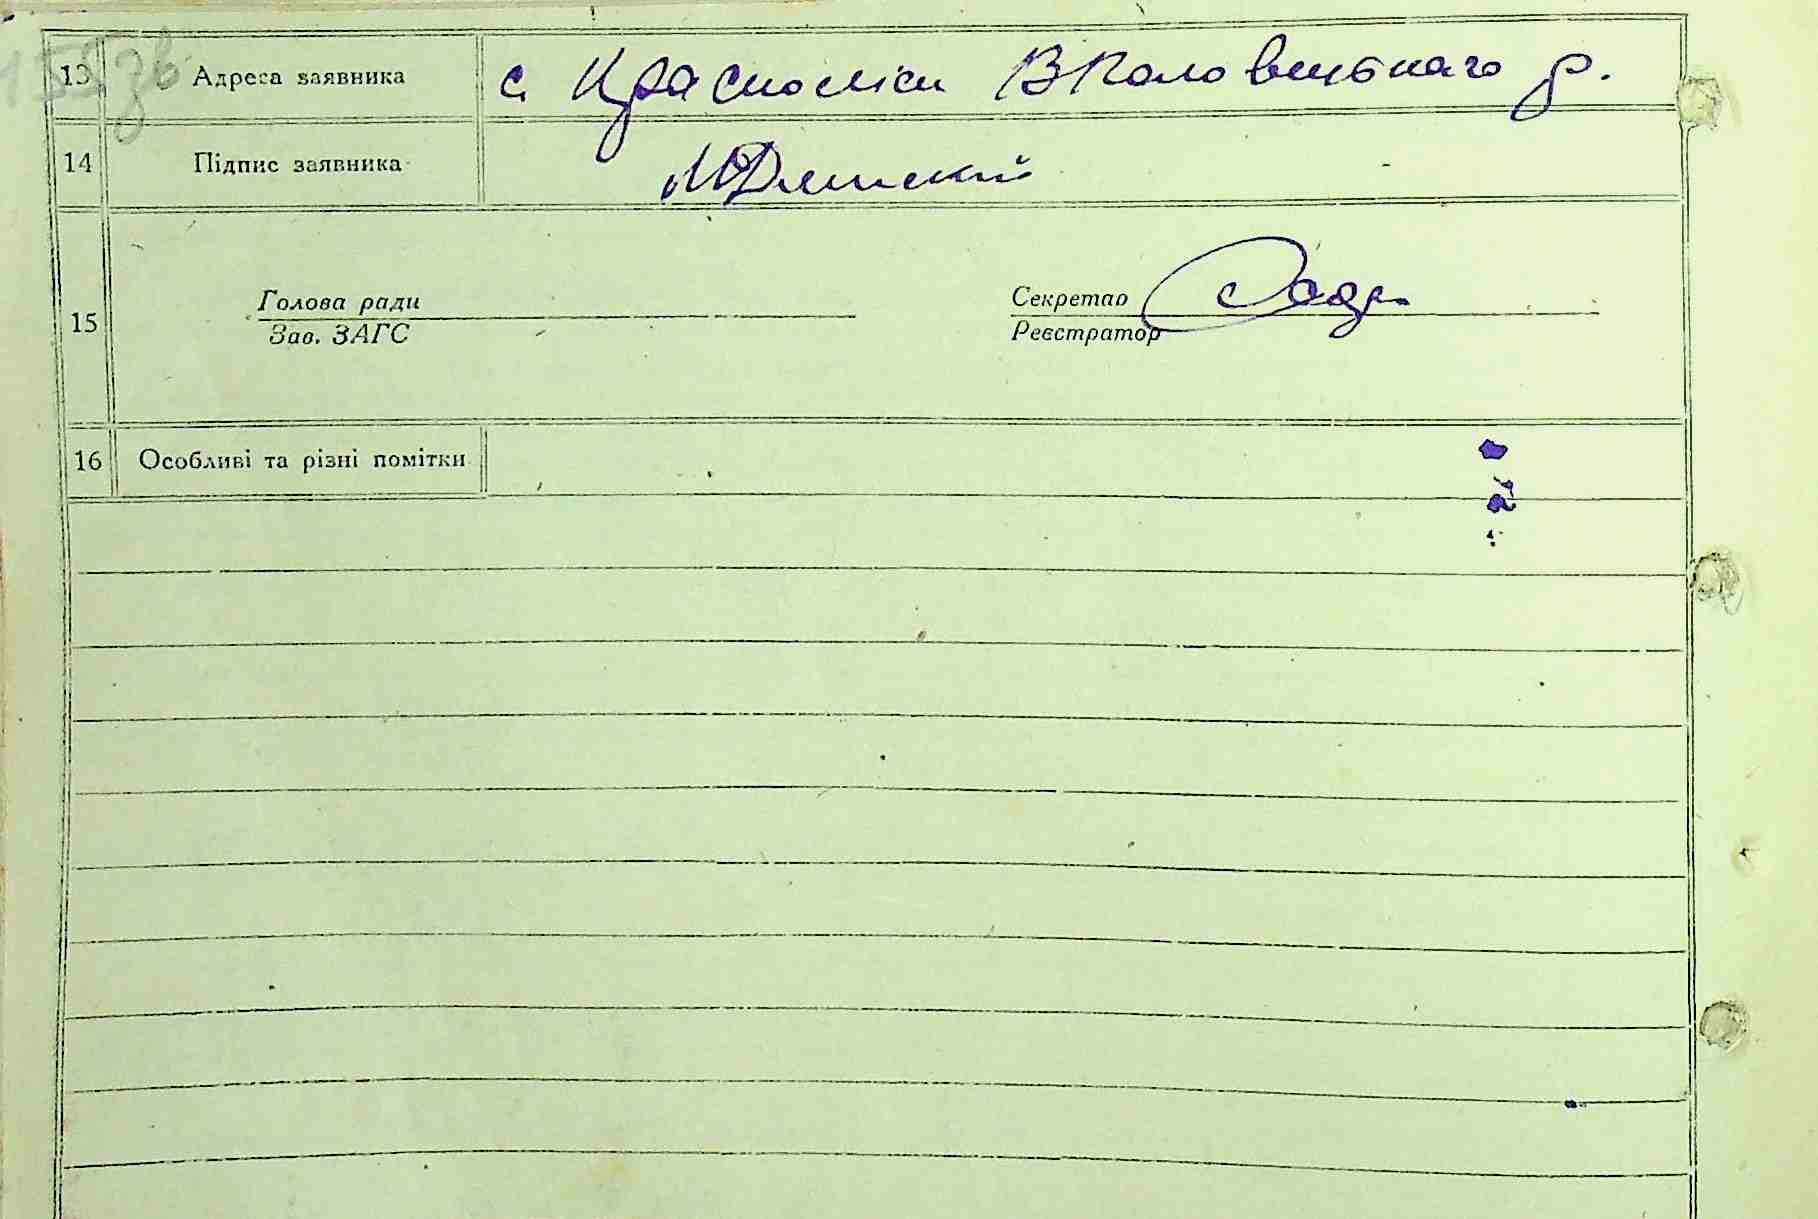 155зв
13 Адреса заявника с. Красносілки В Половецького р.
14 Підпис заявника
15
Голова ради Секретар
Зав. ЗАГС Реєстратор
16 Особливі та різні помітки